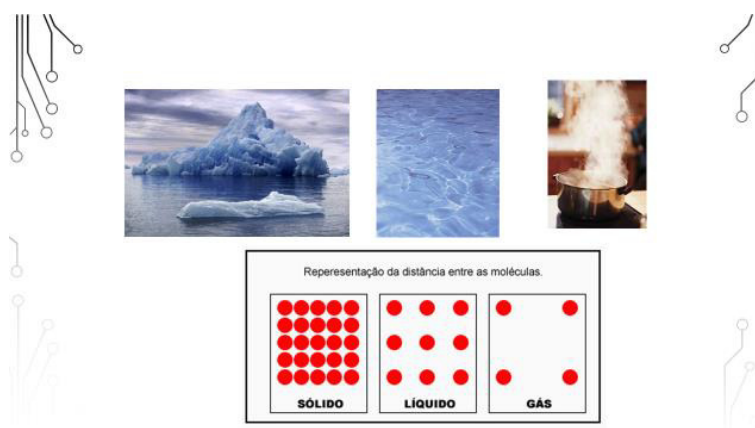 Reperesentação da distância entre as moléculas.
SÓLIDO
LÍQUIDO
GÁS